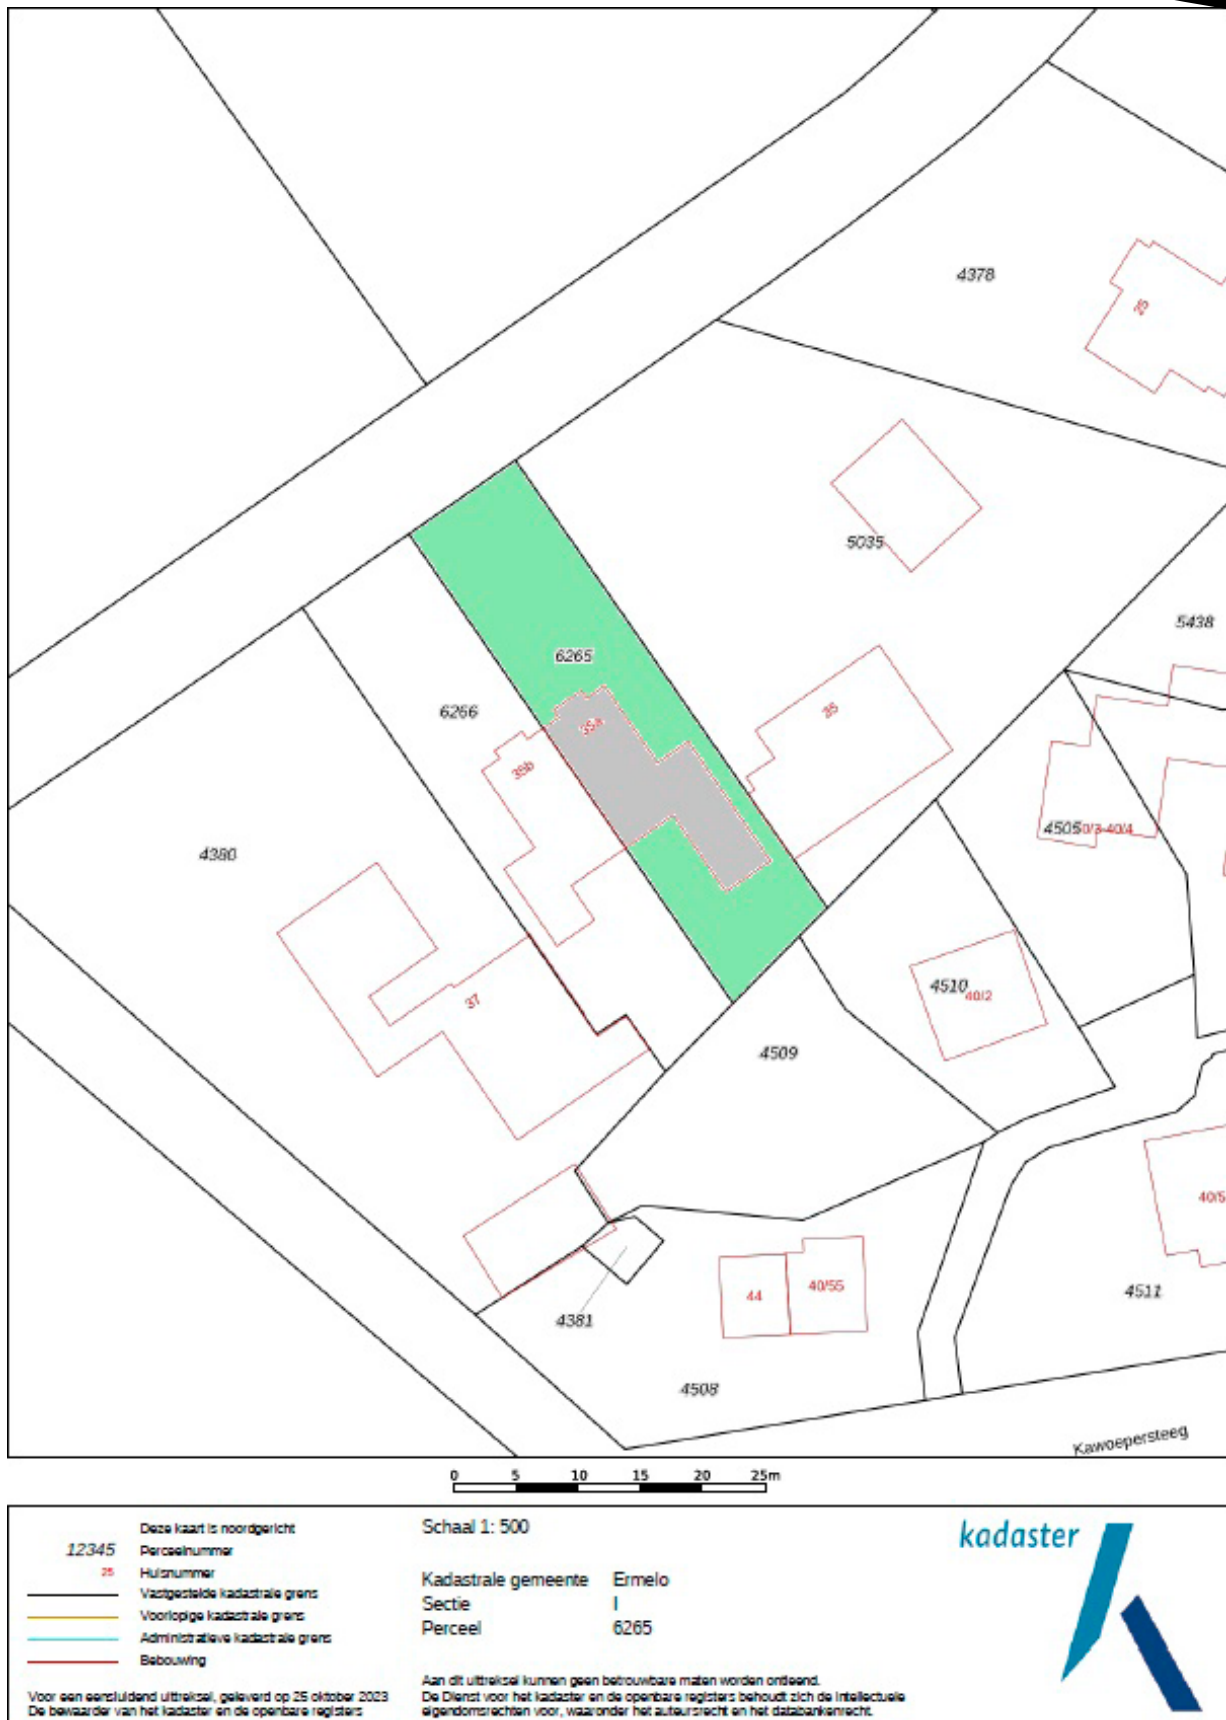 4378
25
5035
5438
6265
35a
6266
35b
35
4380
4505
40/3-40/4
4510
40/2
37
4509
40/5
4511
44
40/55
4381
4508
Kawoepersteeg
0 5 10 15 20 25m
Deze kaart is noordgericht
12345 Perceelnummer
25 Huisnummer
Vastgestelde kadastrale grens
Voorlopige kadastrale grens
Administratieve kadastrale grens
Bebouwing
Voor een eensluidend uittreksel, geleverd op 25 oktober 2023
De bewaarder van het kadaster en de openbare registers
Schaal 1: 500
Kadastrale gemeente Ermelo
Sectie I
Perceel 6265
Aan dit uittreksel kunnen geen betrouwbare maten worden ontleend.
De Dienst voor het kadaster en de openbare registers behoudt zich de intellectuele
eigendomsrechten voor, waaronder het auteursrecht en het databankenrecht.
kadaster